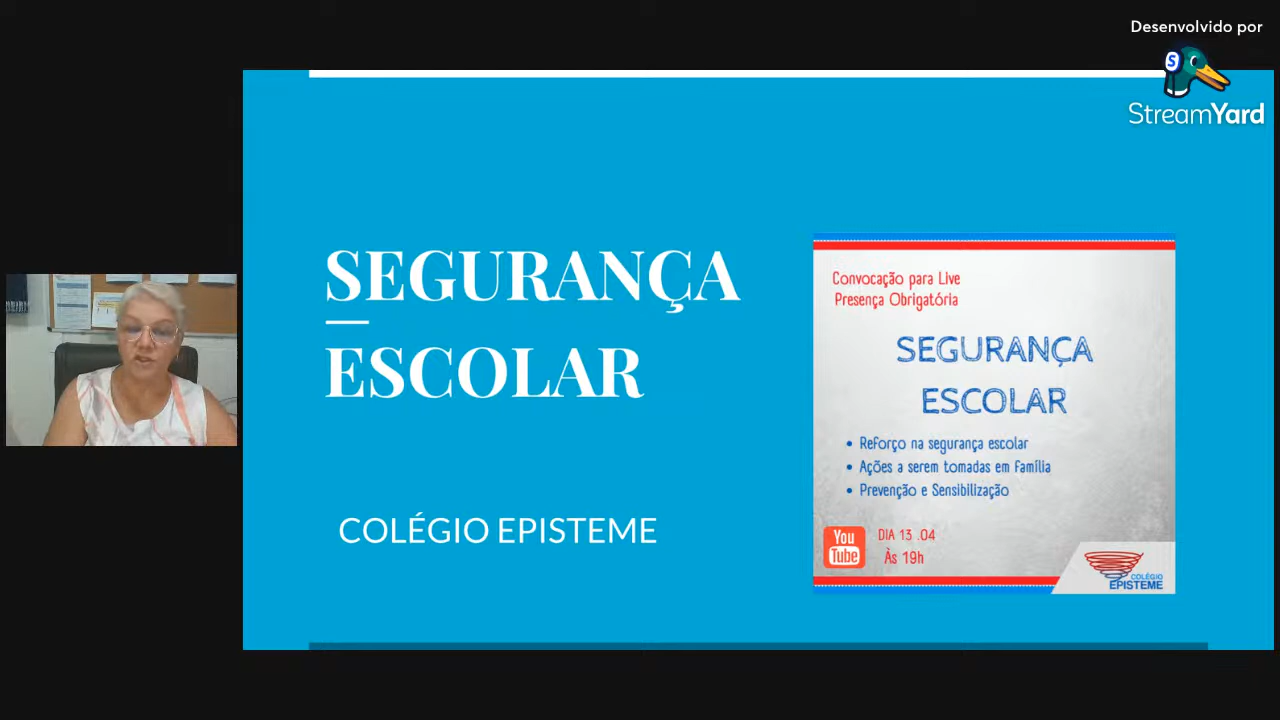 Desenvolvido por
StreamYard
SEGURANÇA
ESCOLAR
COLÉGIO EPISTEME
Convocação para Live
Presença Obrigatória
SEGURANÇA
ESCOLAR
• Reforço na segurança escolar
• Ações a serem tomadas em família
• Prevenção e Sensibilização
You
Tube
DIA 13 .04
Às 19h
COLÉGIO
EPISTEME